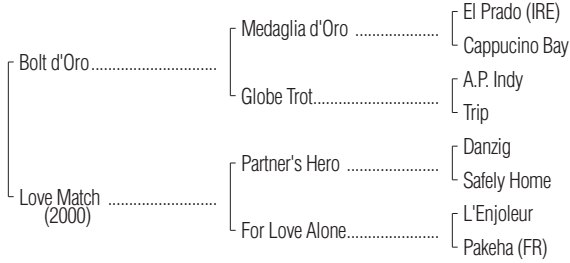 El Prado (IRE)
Medaglia d'Oro ..................
Cappucino Bay
Bolt d'Oro...........................
A.P. Indy
Globe Trot...........................
Trip
Danzig
Partner's Hero ....................
Safely Home
Love Match .......................
(2000)
L'Enjoleur
For Love Alone....................
Pakeha (FR)